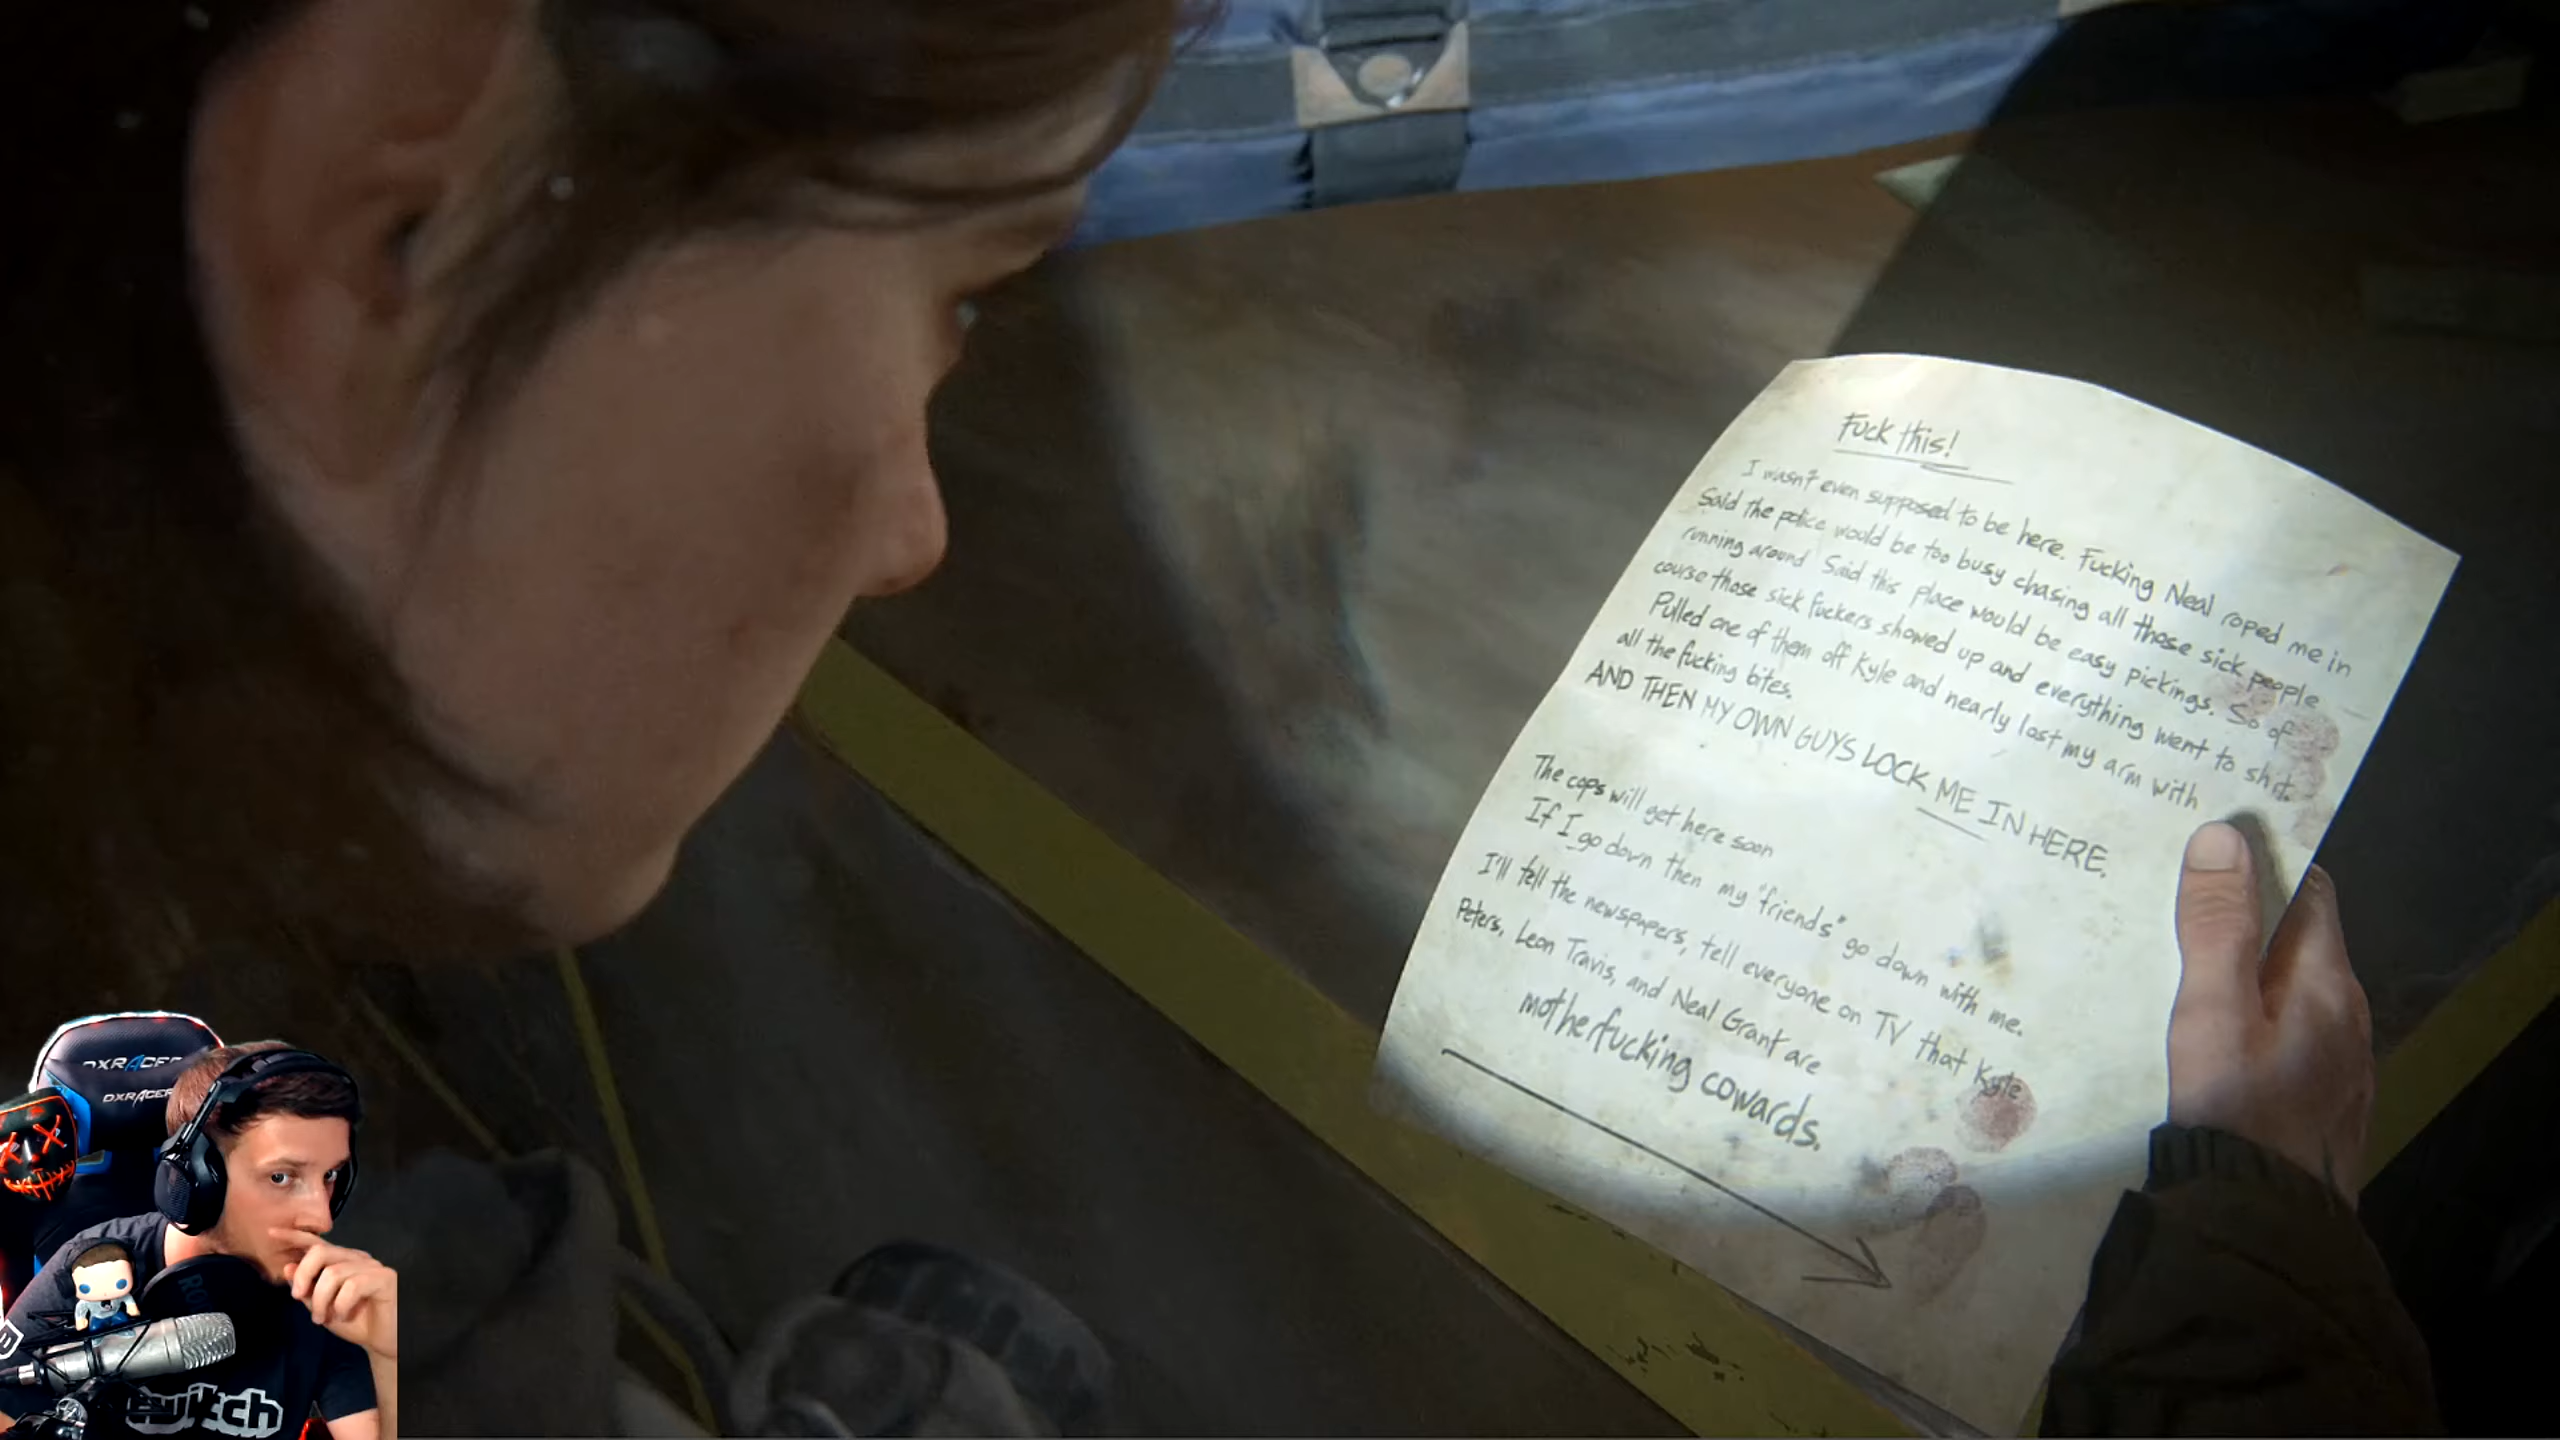 Fuck this!
I wasn't even supposed to be here. Fucking Neal roped me in
Said the police would be too busy chasing all those sick people
running around Said this place would be easy pickings. So of
course those sick fuckers showed up and everything went to shit.
Pulled one of them off Kyle and nearly lost my arm with
all the fucking bites.
AND THEN MY OWN GUYS LOCK ME IN HERE.
The cops will get here soon
If I go down then my "friends" go down with me.
I'll tell the newspapers, tell everyone on TV that Kyle
Peters, Leon Travis, and Neal Grant are
motherfucking cowards.
DXRACER
DXRACER
twitch